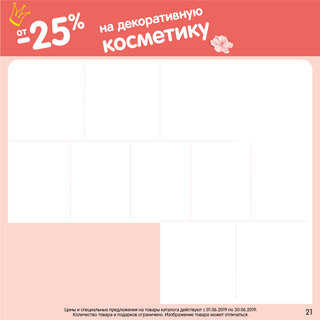 от -25%
на декоративную
косметику
Цены и специальные предложения на товары каталога действуют с 01.06.2019 по 30.06.2019.
Количество товара и подарков ограничено. Изображение товара может отличаться
21